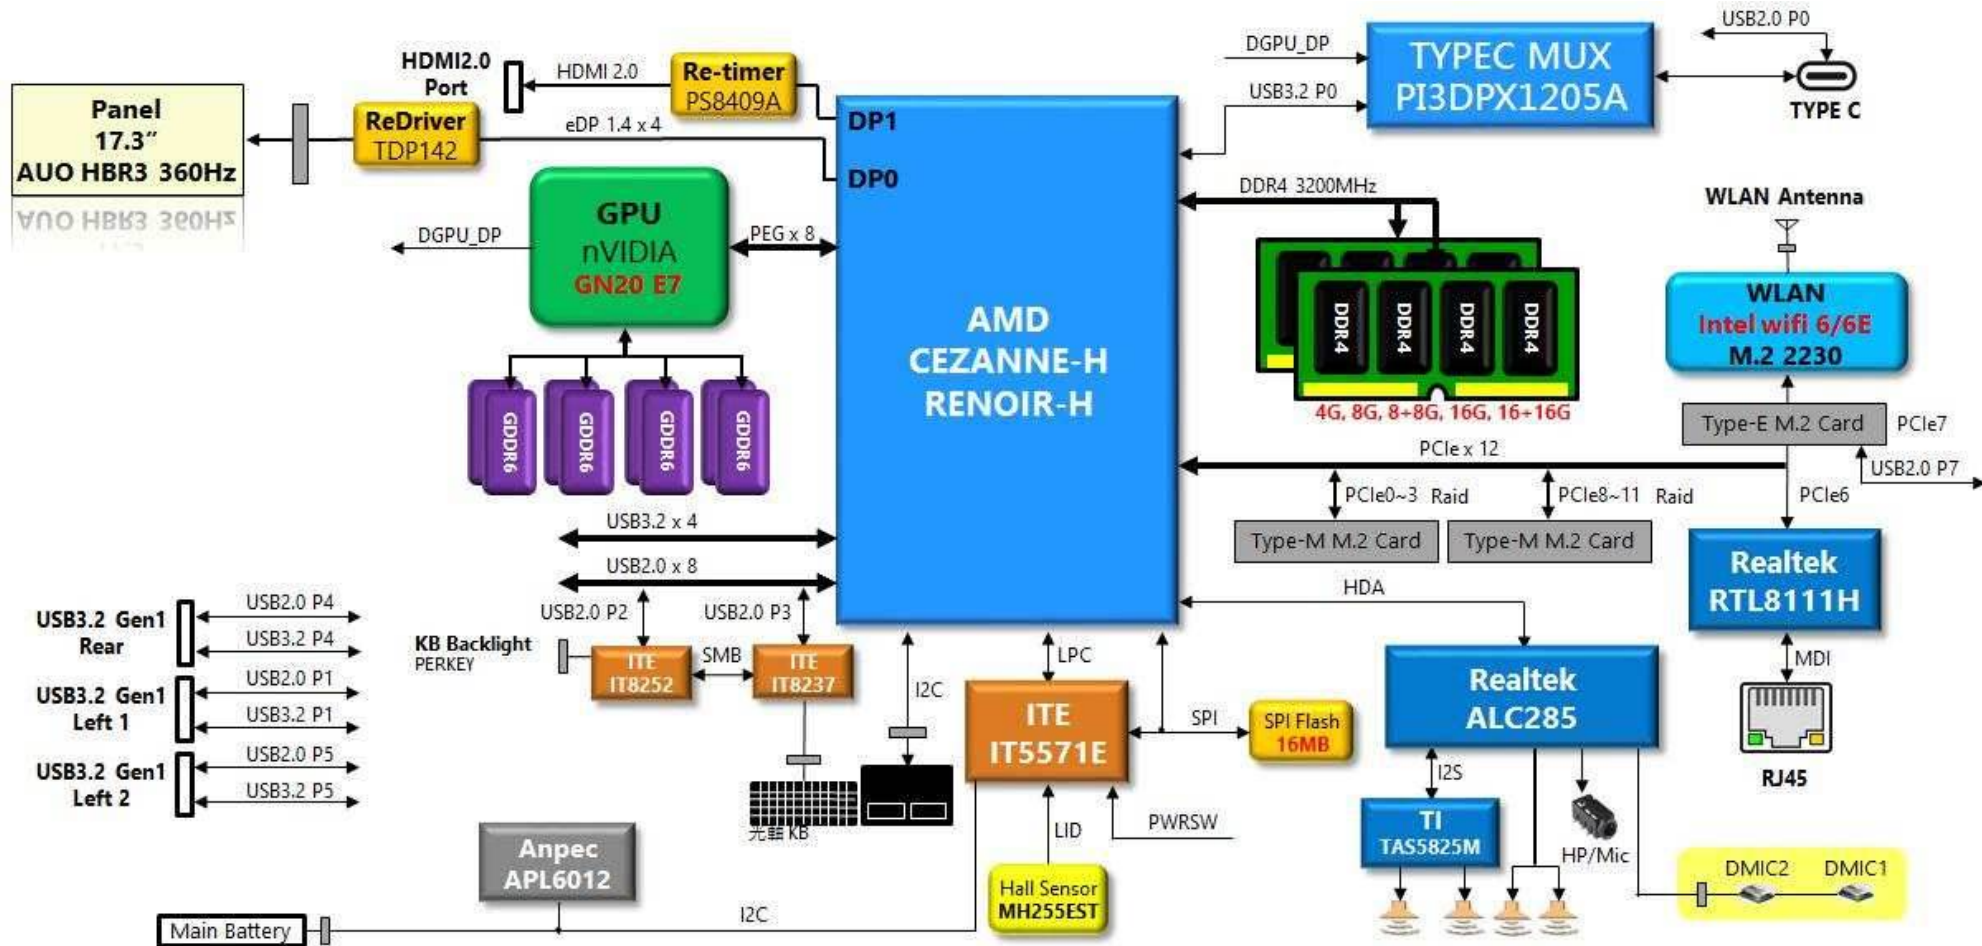 USB2.0 P0
HDMI2.0
Port
HDMI 2.0
Re-timer
PS8409A
DGPU_DP
TYPEC MUX
PI3DPX1205A
USB3.2 P0
TYPE C
Panel
17.3"
AUO HBR3 360Hz
AUO HBR3 360Hz
17.3
ReDriver
TDP142
eDP 1.4 x 4
DP1
DP0
DDR4 3200MHz
WLAN Antenna
GPU
nVIDIA
GN20 E7
DGPU_DP
PEG x 8
AMD
CEZANNE-H
RENOIR-H
DDR4
DDR4
DDR4
DDR4
4G, 8G, 8+8G, 16G, 16+16G
WLAN
Intel wifi 6/6E
M.2 2230
Type-E M.2 Card
PCIe7
USB2.0 P7
GDDR6
GDDR6
GDDR6
GDDR6
PCIe x 12
PCIe0~3 Raid
PCIe8~11 Raid
PCIe6
Type-M M.2 Card
Type-M M.2 Card
USB3.2 x 4
USB2.0 x 8
USB2.0 P2
USB2.0 P3
HDA
Realtek
RTL8111H
MDI
RJ45
USB3.2 Gen1
Rear
USB2.0 P4
USB3.2 P4
USB3.2 Gen1
Left 1
USB2.0 P1
USB3.2 P1
USB3.2 Gen1
Left 2
USB2.0 P5
USB3.2 P5
KB Backlight
PERKEY
ITE
IT8252
SMB
ITE
IT8237
I2C
LPC
ITE
IT5571E
SPI
SPI Flash
16MB
Realtek
ALC285
I2S
TI
TAS5825M
HP/Mic
DMIC2
DMIC1
KB
LID
PWRSW
Hall Sensor
MH255EST
Anpec
APL6012
I2C
Main Battery